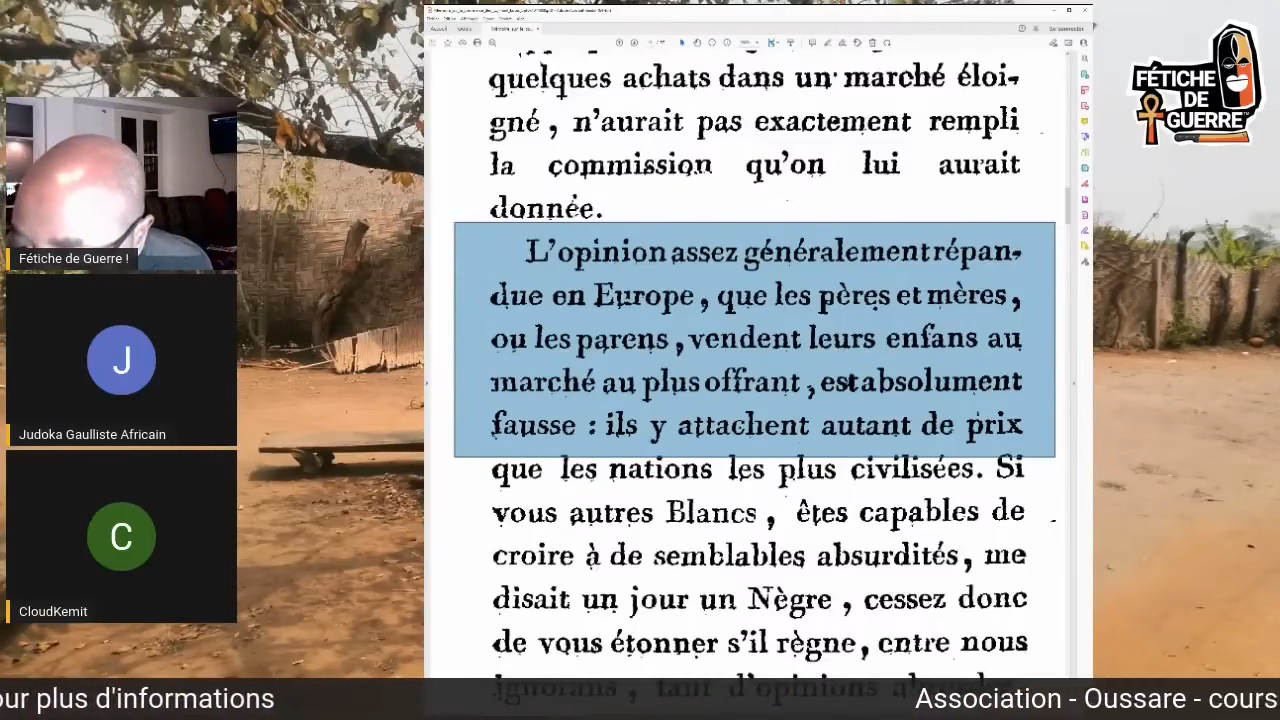 quelques achats dans un marché éloi-
gné, n'aurait pas exactement rempli
la commission qu'on lui aurait
donnée.
L'opinion assez généralement répan-
due en Europe, que les pères et mères,
ou les parens, vendent leurs enfans au
marché au plus offrant, est absolument
fausse : ils y attachent autant de prix
que les nations les plus civilisées. Si
vous autres Blancs, êtes capables de
croire à de semblables absurdités, me
disait un jour un Nègre, cessez donc
de vous étonner s'il règne, entre nous
ignorans, tant d'opinions
FÉTICHE
DE
GUERRE™
Fétiche de Guerre !
J
Judoka Gaulliste Africain
C
CloudKemit
our plus d'informations
Association - Oussare - cours